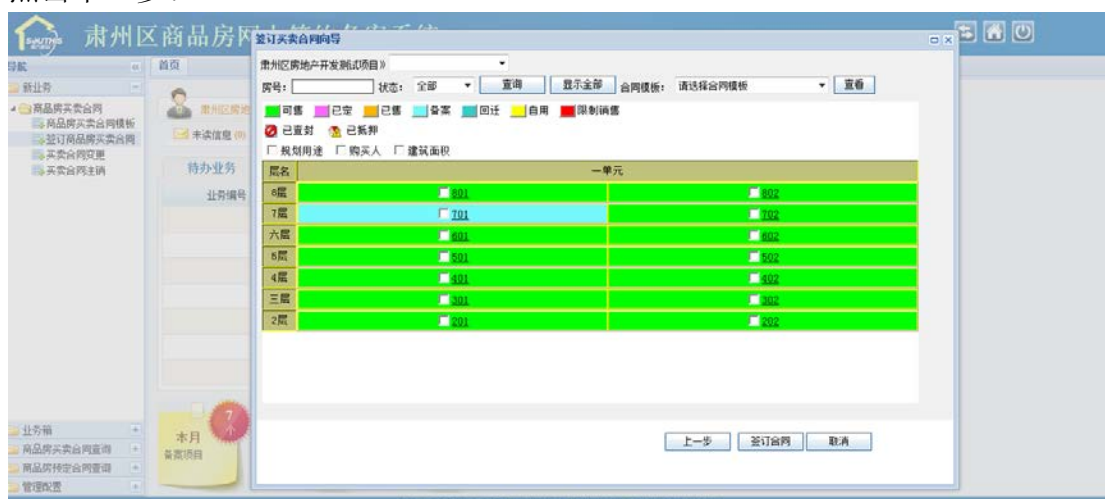 肃州区商品房网
SOUTH
签订买卖合同向导
导航
首页
肃州区房地产开发测试项目》
新业务
房号:
状态:
全部
查询
显示全部
合同模板:
请选择合同模板
查看
商品房买卖合同
商品房买卖合同模板
签订商品房买卖合同
买卖合同变更
买卖合同注销
肃州区房地
未读信息 (0)
可售
已定
已售
备案
回迁
自用
限制销售
已查封
已抵押
规划用途
购买人
建筑面积
待办业务
业务编号
层名
一单元
8层 801 802
7层 701 702
六层 601 602
5层 501 502
4层 401 402
三层 301 302
2层 201 202
7
个
本月
备案项目
业务箱
商品房买卖合同查询
商品房预定合同查询
管理配置
上一步
签订合同
取消